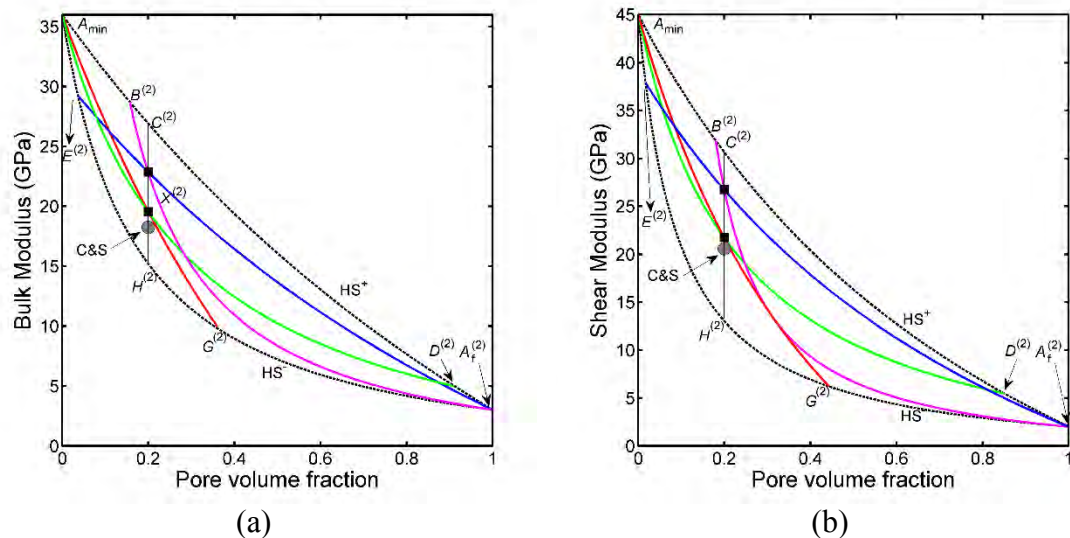 36
30
25
20
15
10
5
0
Bulk Modulus (GPa)
A_min
B^(2)
C^(2)
E^(2)
X^(2)
C&S
H^(2)
HS^+
G^(2)
HS^-
D^(2)
A_f^(2)
0 0.2 0.4 0.6 0.8 1
Pore volume fraction
(a)
45
40
35
30
25
20
15
10
5
0
Shear Modulus (GPa)
A_min
B^(2)
C^(2)
E^(2)
C&S
H^(2)
HS^+
G^(2)
HS^-
D^(2)
A_f^(2)
0 0.2 0.4 0.6 0.8 1
Pore volume fraction
(b)